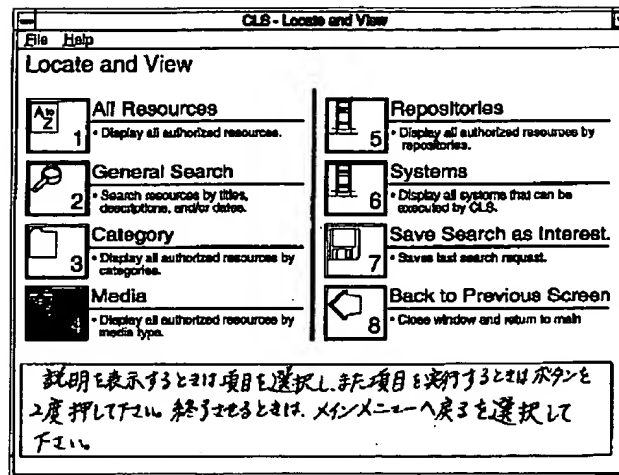 CLS - Locate and View
File Help
Locate and View
A to Z
1
All Resources
• Display all authorized resources.
2
General Search
• Search resources by titles,
descriptions, and/or dates.
3
Category
• Display all authorized resources by
categories.
4
Media
• Display all authorized resources by
media type.
5
Repositories
• Display all authorized resources by
repositories.
6
Systems
• Display all systems that can be
executed by CLS.
7
Save Search as Interest.
• Saves last search request.
8
Back to Previous Screen
• Close window and return to main
説明を表示するときは項目を選択し、また項目を実行するときはボタンを
2度押して下さい。終了させるときは、メインメニューへ戻るを選択して
下さい。